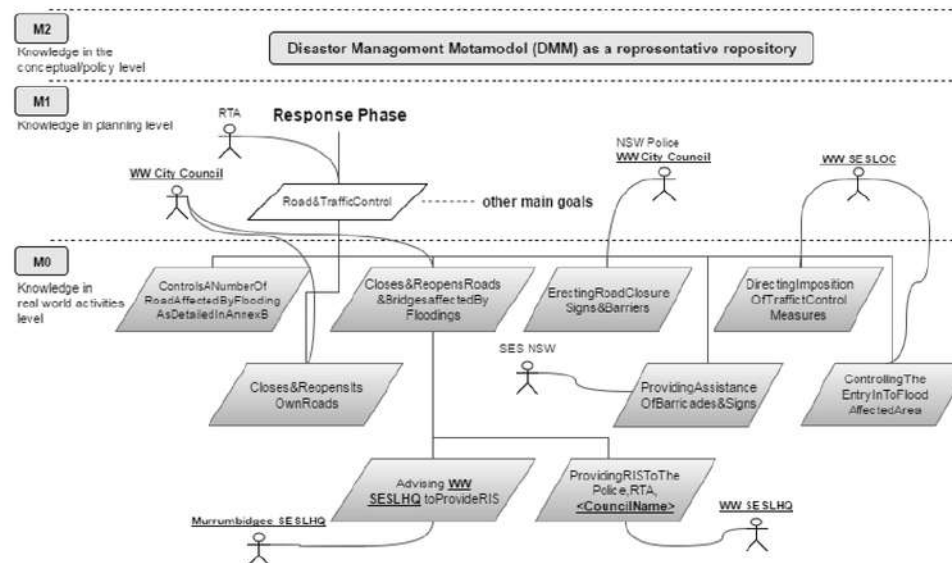 M2
Knowledge in the
conceptual/policy level
Disaster Management Metamodel (DMM) as a representative repository
M1
Knowledge in planning level
RTA
Response Phase
NSW Police
WW City Council
WW SESLOC
WW City Council
Road&TrafficControl
other main goals
M0
Knowledge in
real world activities
level
ControlsANumberOf
RoadAffectedByFlooding
AsDetailedInAnnexB
Closes&ReopensRoads
&BridgesaffectedBy
Floodings
ErectingRoadClosure
Signs&Barriers
DirectingImposition
OfTraffictControl
Measures
SES NSW
Closes&ReopensIts
OwnRoads
ProvidingAssistance
OfBarricades&Signs
ControllingThe
EntryInToFlood
AffectedArea
Advising WW
SESLHQ toProvideRIS
ProvidingRISToThe
Police,RTA,
<CouncilName>
Murrumbidgee SESLHQ
WW SESLHQ